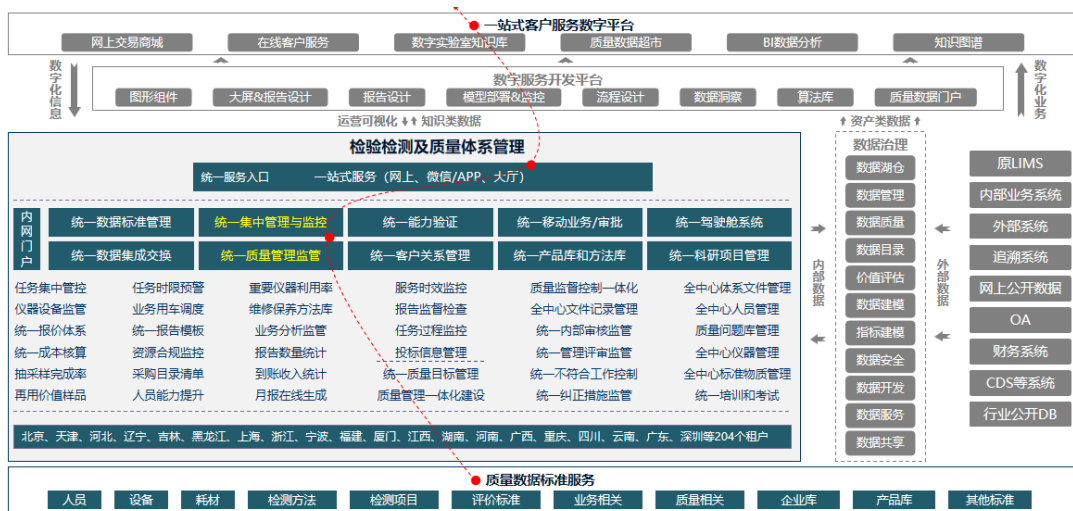 一站式客户服务数字平台
网上交易商城 在线客户服务 数字实验室知识库 质量数据超市 BI数据分析 知识图谱
数字化信息
数字服务开发平台
图形组件 大屏&报告设计 报告设计 模型部署&监控 流程设计 数据洞察 算法库 质量数据门户
数字化业务
运营可视化 知识类数据
资产类数据
检验检测及质量体系管理
统一服务入口 一站式服务（网上、微信/APP、大厅）
内网门户
统一数据标准管理 统一集中管理与监控 统一能力验证 统一移动业务/审批 统一驾驶舱系统
统一数据集成交换 统一质量管理监管 统一客户关系管理 统一产品库和方法库 统一科研项目管理
任务集中管控 任务时限预警 重要仪器利用率 服务时效监控 质量监督控制一体化 全中心体系文件管理
仪器设备监管 业务用车调度 维修保养方法库 报告监督检查 全中心文件记录管理 全中心人员管理
统一报价体系 统一报告模板 业务分析监管 任务过程监控 统一内部审核监管 质量问题库管理
统一成本核算 资源合规监控 报告数量统计 投标信息管理 统一管理评审监管 全中心仪器管理
抽采样完成率 采购目录清单 到账收入统计 统一质量目标管理 统一不符合工作控制 全中心标准物质管理
再用价值样品 人员能力提升 月报在线生成 质量管理一体化建设 统一纠正措施监管 统一培训和考试
北京、天津、河北、辽宁、吉林、黑龙江、上海、浙江、宁波、福建、厦门、江西、湖南、河南、广西、重庆、四川、云南、广东、深圳等204个租户
内部数据
数据治理
数据湖仓
数据管理
数据质量
数据目录
价值评估
数据建模
指标建模
数据安全
数据开发
数据服务
数据共享
外部数据
原LIMS
内部业务系统
外部系统
追溯系统
网上公开数据
OA
财务系统
CDS等系统
行业公开DB
质量数据标准服务
人员 设备 耗材 检测方法 检测项目 评价标准 业务相关 质量相关 企业库 产品库 其他标准